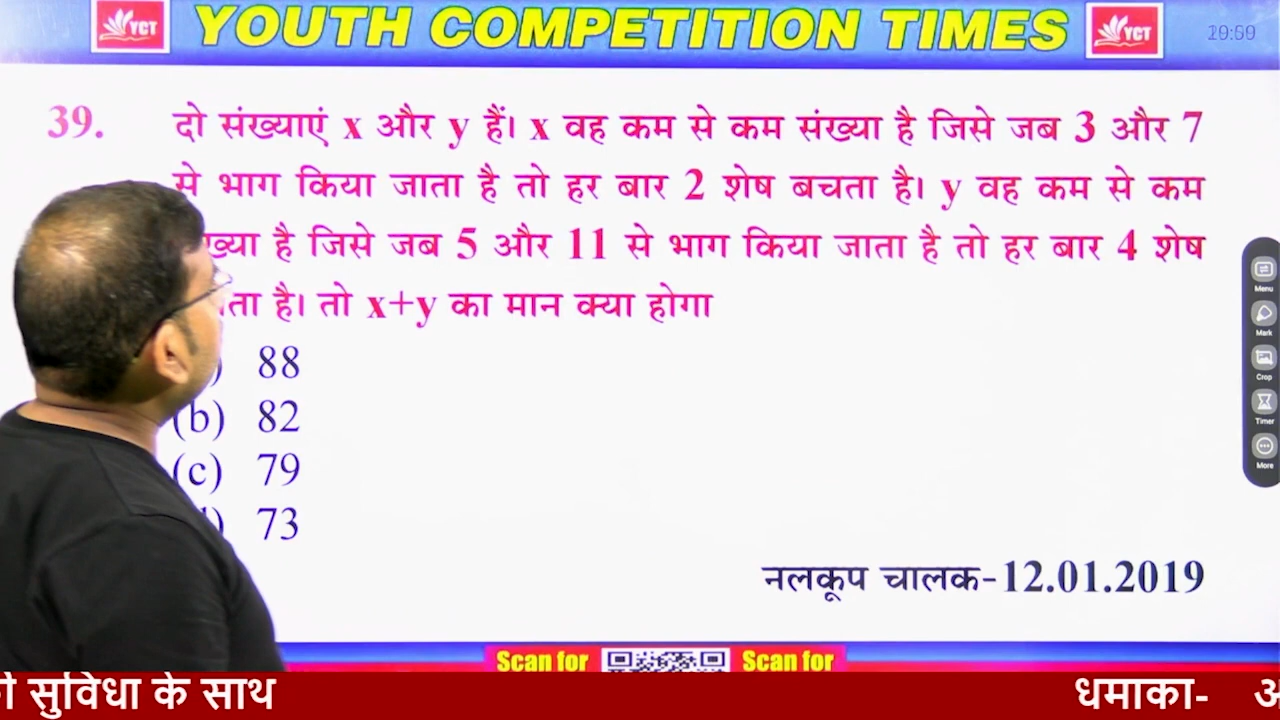 YCT YOUTH COMPETITION TIMES YCT
39. दो संख्याएं x और y हैं। x वह कम से कम संख्या है जिसे जब 3 और 7
से भाग किया जाता है तो हर बार 2 शेष बचता है। y वह कम से कम
है जिसे जब 5 और 11 से भाग किया जाता है तो हर बार 4 शेष
है। तो x+y का मान क्या होगा
88
(b) 82
(c) 79
73
नलकूप चालक-12.01.2019
Menu
Mark
Crop
Timer
More
Scan for Scan for
सुविधा के साथ धमाका-